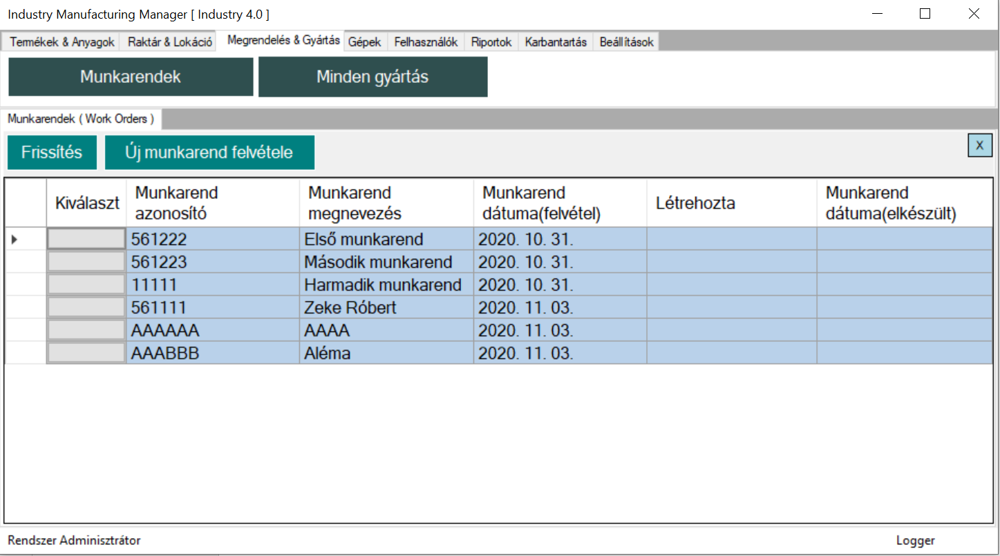 Industry Manufacturing Manager [ Industry 4.0 ]
Termékek & Anyagok Raktár & Lokáció Megrendelés & Gyártás Gépek Felhasználók Riportok Karbantartás Beállítások
Munkarendek Minden gyártás
Munkarendek ( Work Orders )
Frissítés Új munkarend felvétele X
Kiválaszt Munkarend azonosító Munkarend megnevezés Munkarend dátuma(felvétel) Létrehozta Munkarend dátuma(elkészült)
561222 Első munkarend 2020. 10. 31.
561223 Második munkarend 2020. 10. 31.
11111 Harmadik munkarend 2020. 10. 31.
561111 Zeke Róbert 2020. 11. 03.
AAAAAA AAAA 2020. 11. 03.
AAABBB Aléma 2020. 11. 03.
Rendszer Adminisztrátor Logger